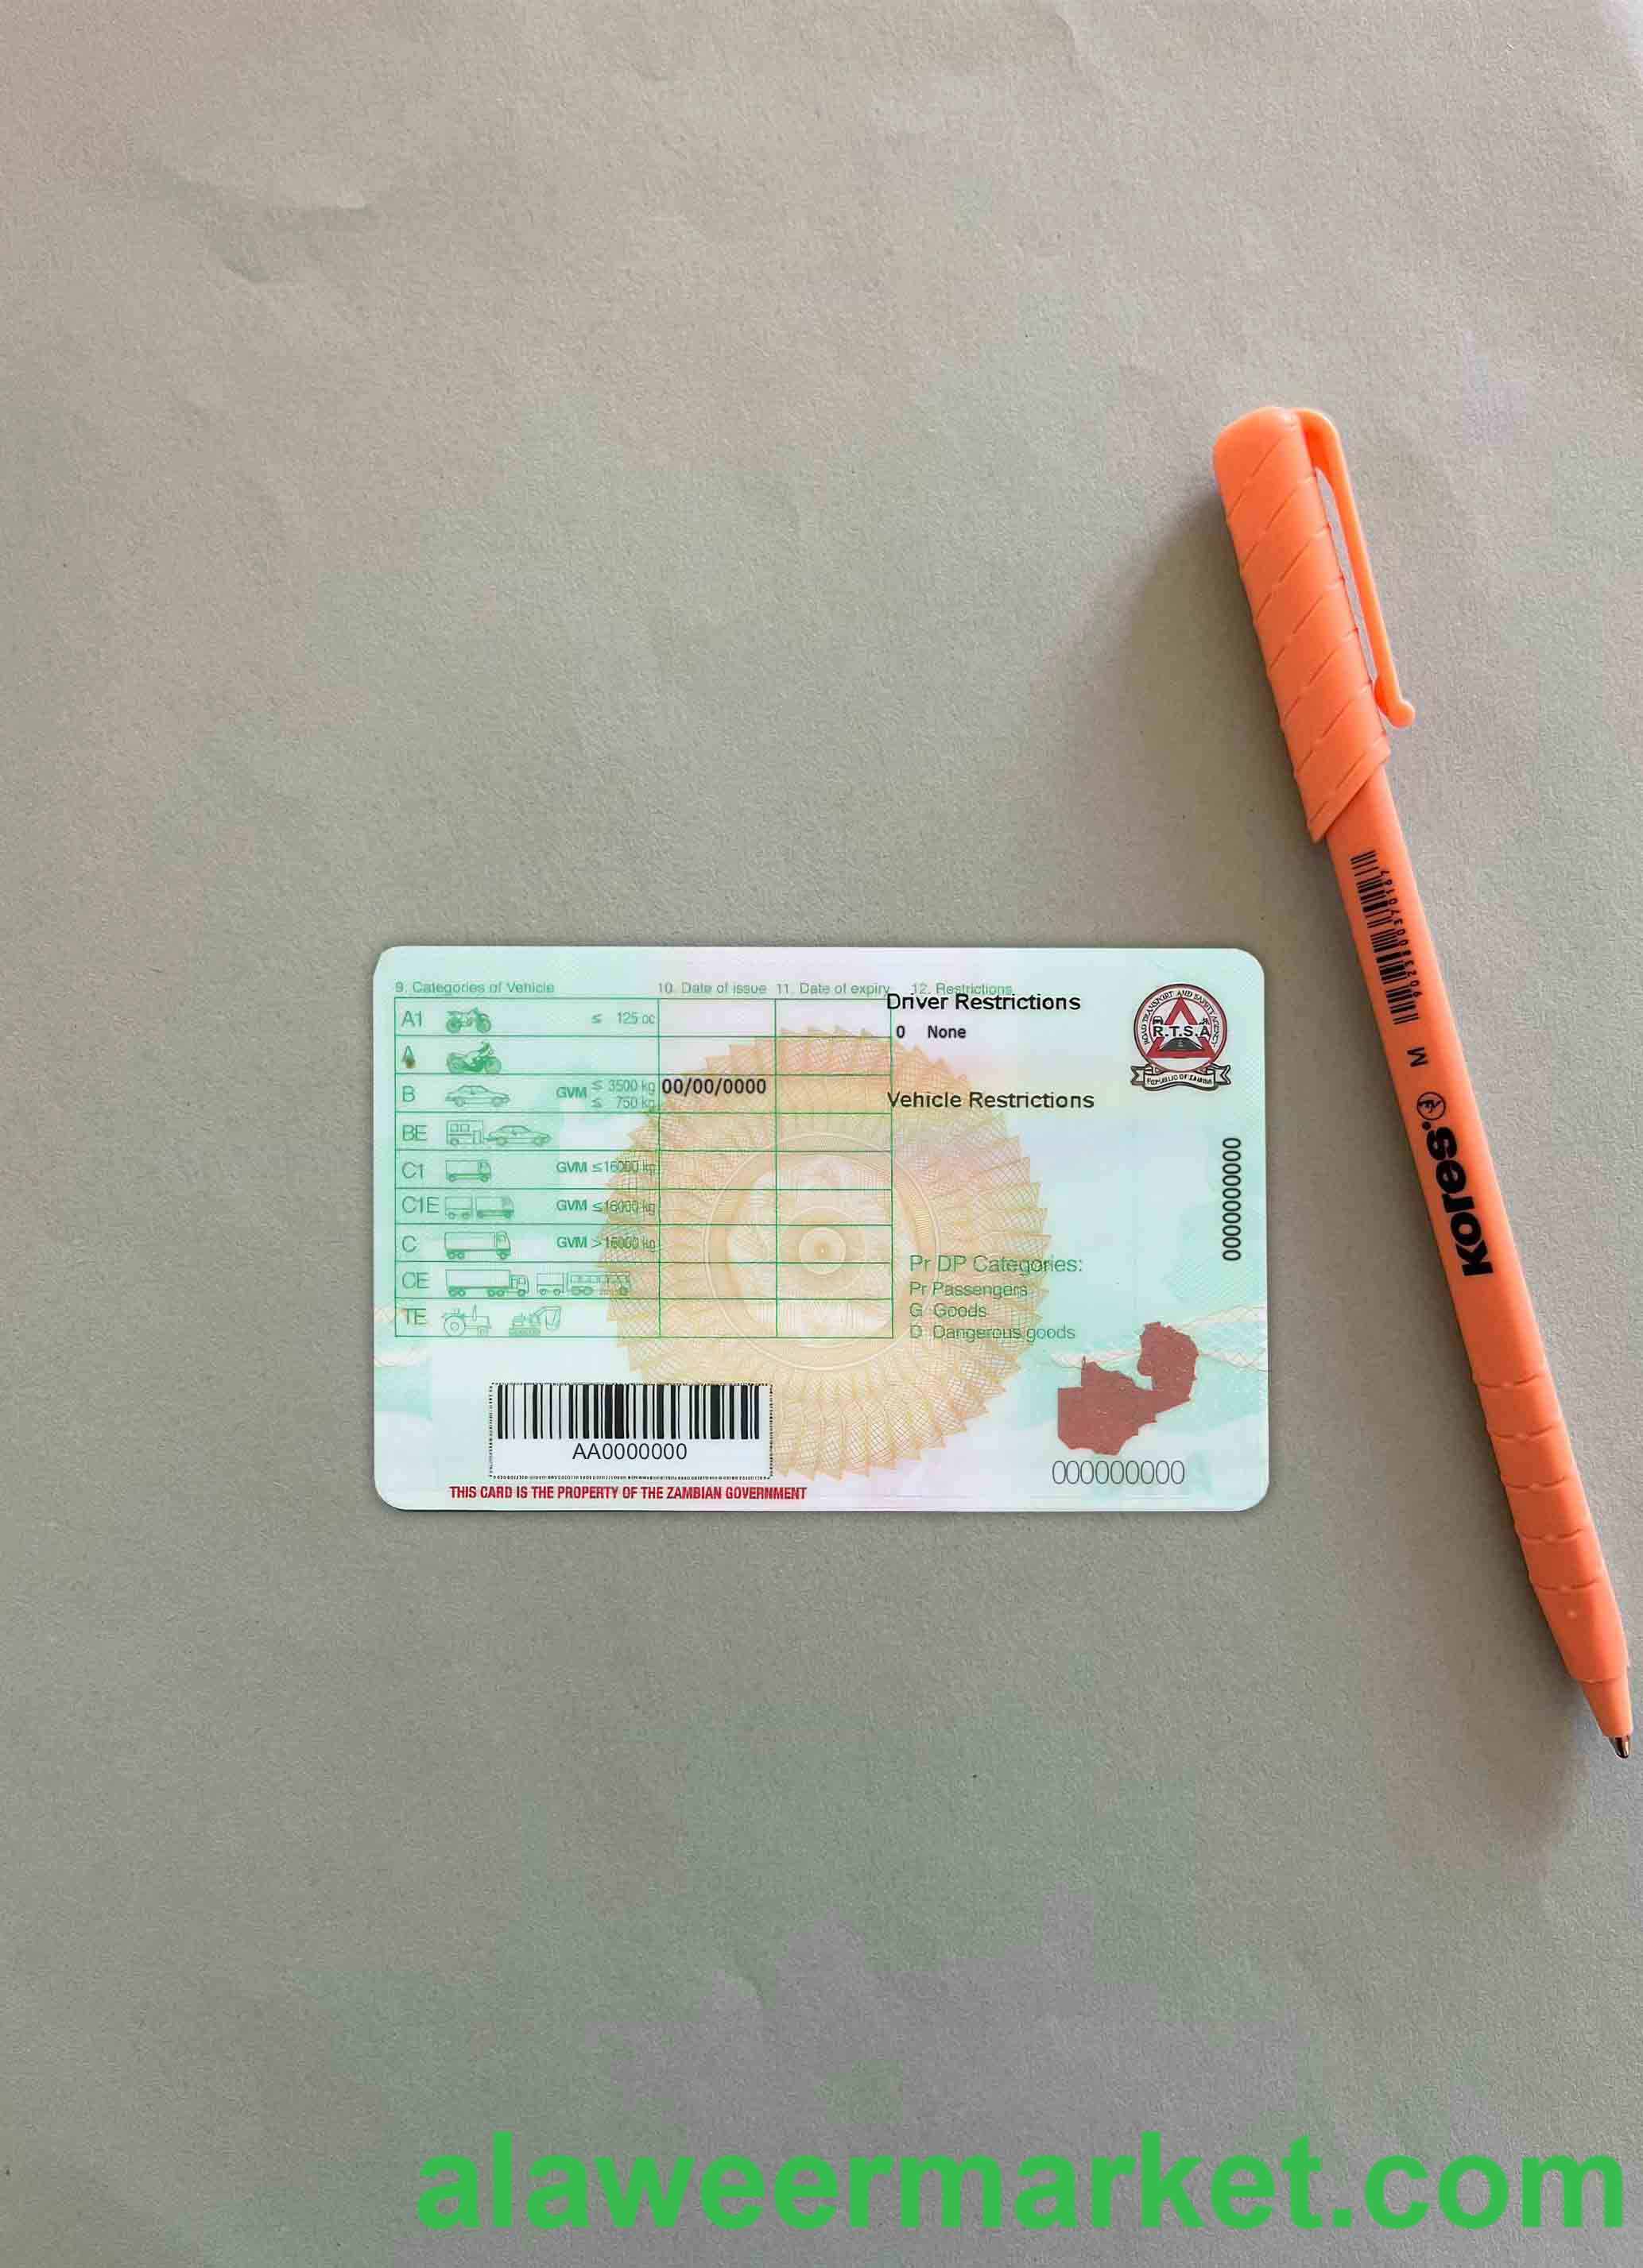 9. Categories of Vehicle 10. Date of issue 11. Date of expiry 12. Restrictions
Driver Restrictions
0 None
A1 ≤ 125 cc
A
B GVM ≤ 3500 kg 00/00/0000
≤ 750 kg
Vehicle Restrictions
BE
C1 GVM ≤16000 kg
C1E GVM ≤16000 kg
C GVM >16000 kg
CE
TE
Pr DP Categories:
Pr Passengers
G Goods
D Dangerous goods
ROAD TRANSPORT AND SAFETY AGENCY
R.T.S.A
REPUBLIC OF ZAMBIA
000000000
AA0000000
000000000
THIS CARD IS THE PROPERTY OF THE ZAMBIAN GOVERNMENT
Kores M
alaweermarket.com